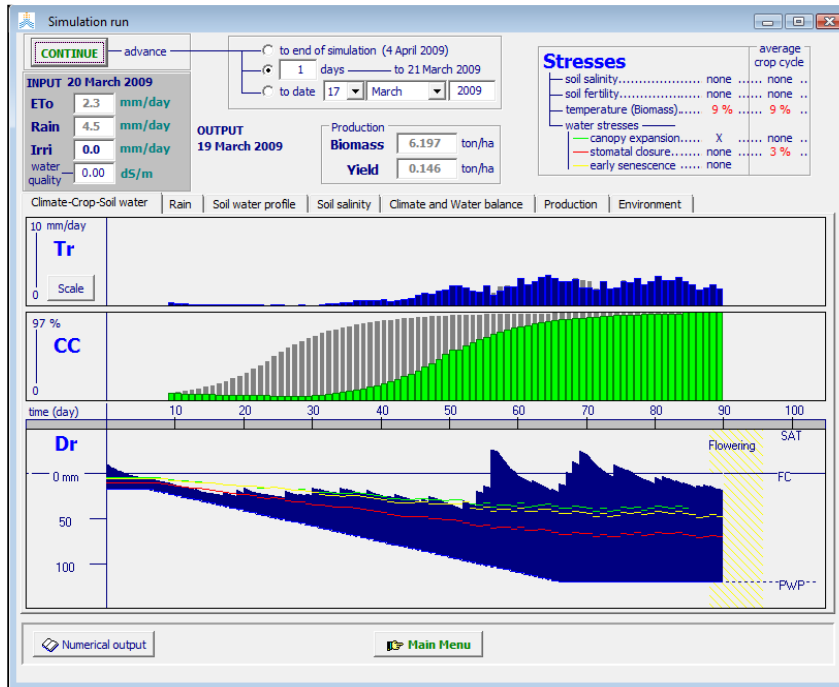 Simulation run
CONTINUE
advance
to end of simulation (4 April 2009)
1 days to 21 March 2009
to date 17 March 2009
INPUT 20 March 2009
ETo 2.3 mm/day
Rain 4.5 mm/day
Irri 0.0 mm/day
water quality 0.00 dS/m
OUTPUT
19 March 2009
Production
Biomass 6.197 ton/ha
Yield 0.146 ton/ha
average
Stresses crop cycle
soil salinity.................. none ...... none ..
soil fertility.................. none ...... none ..
temperature (Biomass)..... 9 % ...... 9 % ..
water stresses
canopy expansion..... X ...... none ..
stomatal closure....... none ...... 3 % ..
early senescence ..... none
Climate-Crop-Soil water Rain Soil water profile Soil salinity Climate and Water balance Production Environment
10 mm/day
Tr
0
Scale
97 %
CC
0
time (day) 10 20 30 40 50 60 70 80 90 100
Dr
SAT
Flowering
0 mm
FC
50
100
PWP
Numerical output
Main Menu